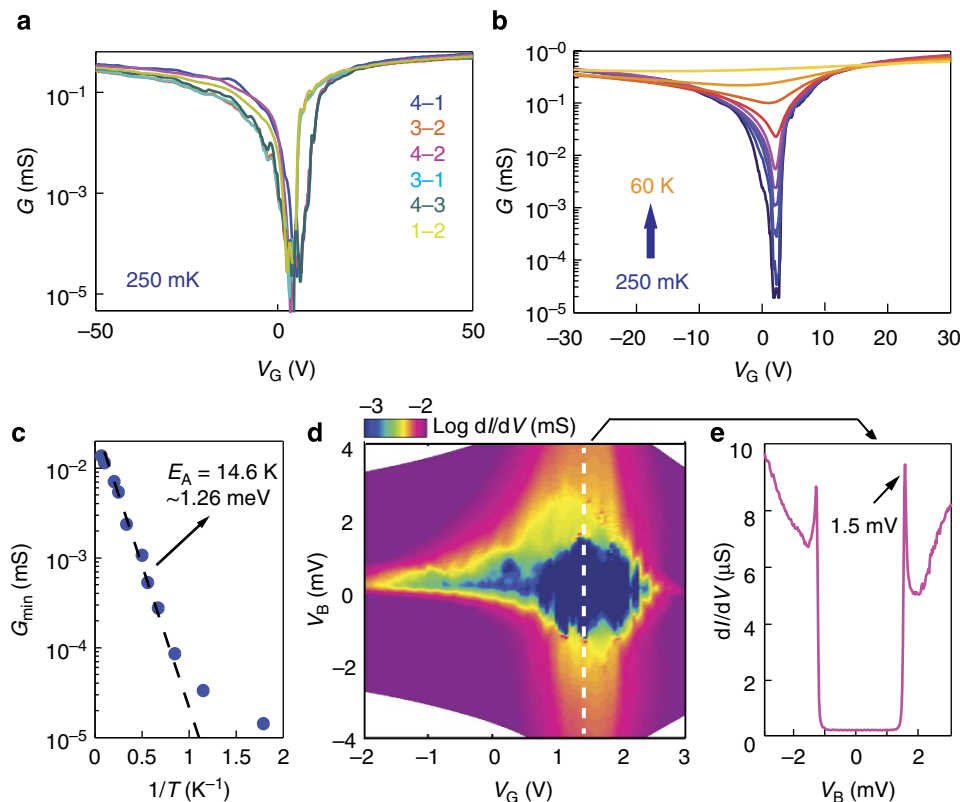 a
G (mS)
10⁻¹
10⁻³
10⁻⁵
4–1
3–2
4–2
3–1
4–3
1–2
250 mK
–50
0
50
V_G (V)
b
G (mS)
10⁻⁰
10⁻¹
10⁻²
10⁻³
10⁻⁴
10⁻⁵
60 K
250 mK
–30
–20
–10
0
10
20
30
V_G (V)
c
G_min (mS)
10⁻²
10⁻³
10⁻⁴
10⁻⁵
E_A = 14.6 K
~1.26 meV
0
0.5
1
1.5
2
1/T (K⁻¹)
d
–3
–2
Log dI/dV (mS)
V_B (mV)
4
2
0
–2
–4
–2
–1
0
1
2
3
V_G (V)
e
dI/dV (µS)
10
8
6
4
2
0
1.5 mV
–2
0
2
V_B (mV)